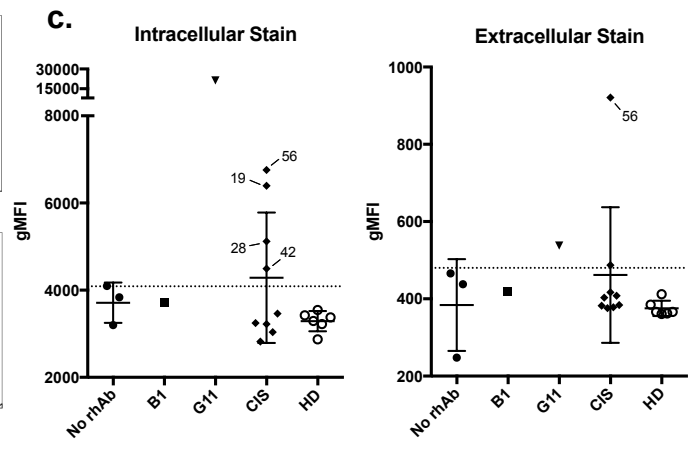 c.
Intracellular Stain
30000
15000
8000
6000
4000
2000
gMFI
56
19
28
42
No rhAb
B1
G11
CIS
HD
Extracellular Stain
1000
800
600
400
200
gMFI
56
No rhAb
B1
G11
CIS
HD